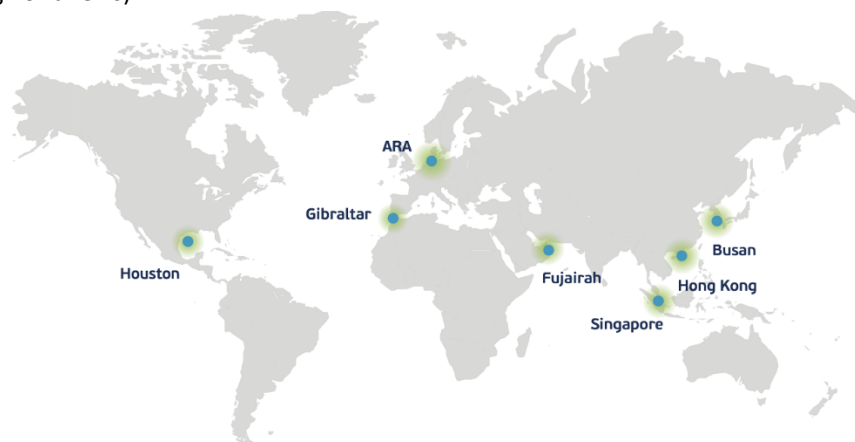 ARA
Gibraltar
Houston
Fujairah
Busan
Hong Kong
Singapore